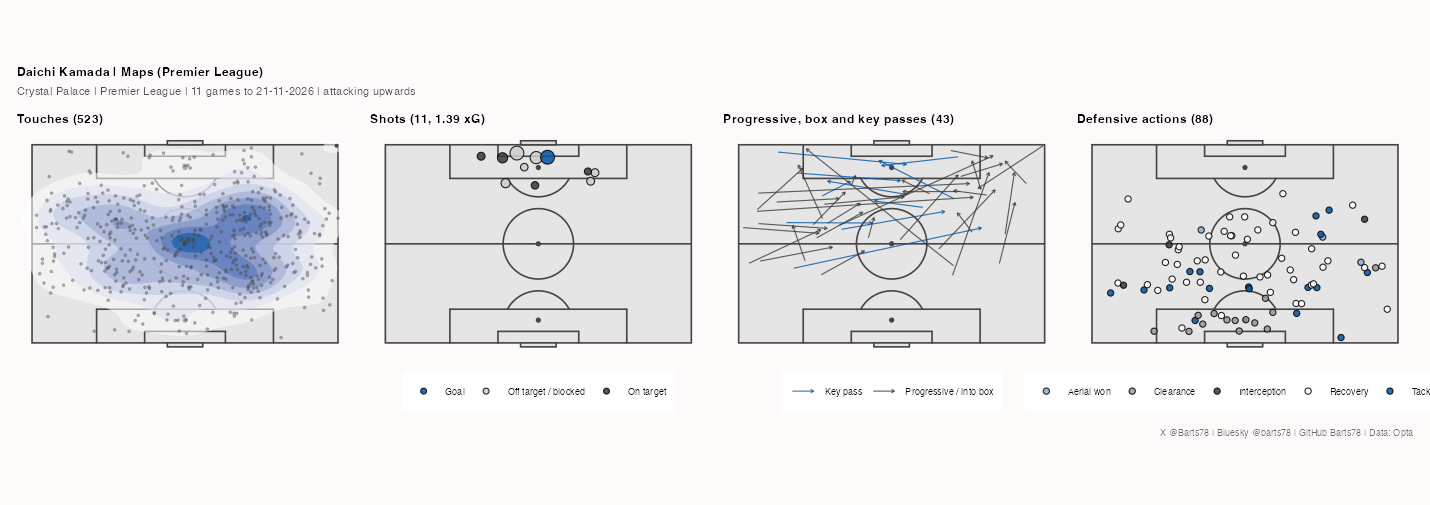 Daichi Kamada | Maps (Premier League)
Crystal Palace | Premier League | 11 games to 21-11-2026 | attacking upwards
Touches (523)
Shots (11, 1.39 xG)
Progressive, box and key passes (43)
Defensive actions (88)
Goal
Off target / blocked
On target
Key pass
Progressive / Into box
Aerial won
Clearance
Interception
Recovery
Tack
X @Barts78 | Bluesky @barts78 | GitHub Barts78 | Data: Opta